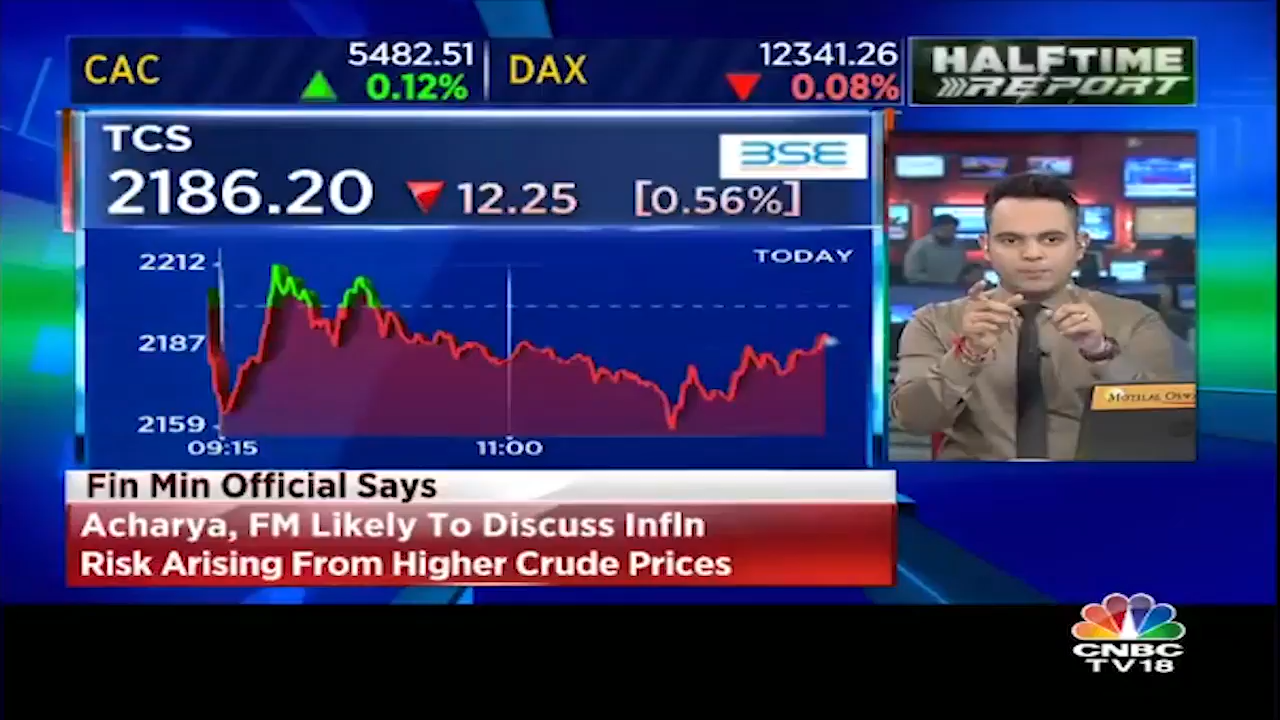 CAC
5482.51
0.12%
DAX
12341.26
0.08%
HALFTIME
REPORT
TCS
2186.20
12.25
[0.56%]
BSE
TODAY
2212
2187
2159
09:15
11:00
MOTILAL
Fin Min Official Says
Acharya, FM Likely To Discuss Infln
Risk Arising From Higher Crude Prices
CNBC
TV18